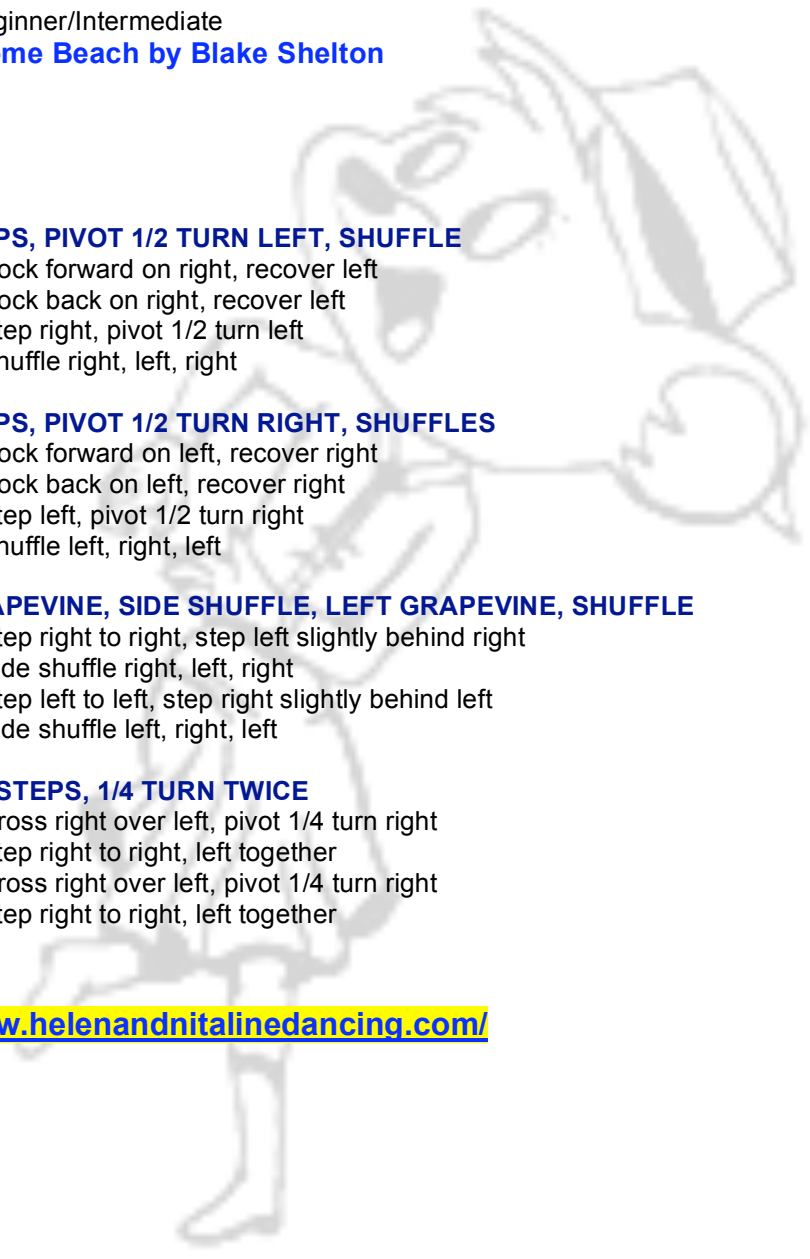 ginner/Intermediate
ome Beach by Blake Shelton
PS, PIVOT 1/2 TURN LEFT, SHUFFLE
ock forward on right, recover left
ock back on right, recover left
tep right, pivot 1/2 turn left
huffle right, left, right
PS, PIVOT 1/2 TURN RIGHT, SHUFFLES
ock forward on left, recover right
ock back on left, recover right
tep left, pivot 1/2 turn right
huffle left, right, left
APEVINE, SIDE SHUFFLE, LEFT GRAPEVINE, SHUFFLE
tep right to right, step left slightly behind right
ide shuffle right, left, right
tep left to left, step right slightly behind left
ide shuffle left, right, left
STEPS, 1/4 TURN TWICE
ross right over left, pivot 1/4 turn right
tep right to right, left together
ross right over left, pivot 1/4 turn right
tep right to right, left together
w.helenandnitalinedancing.com/